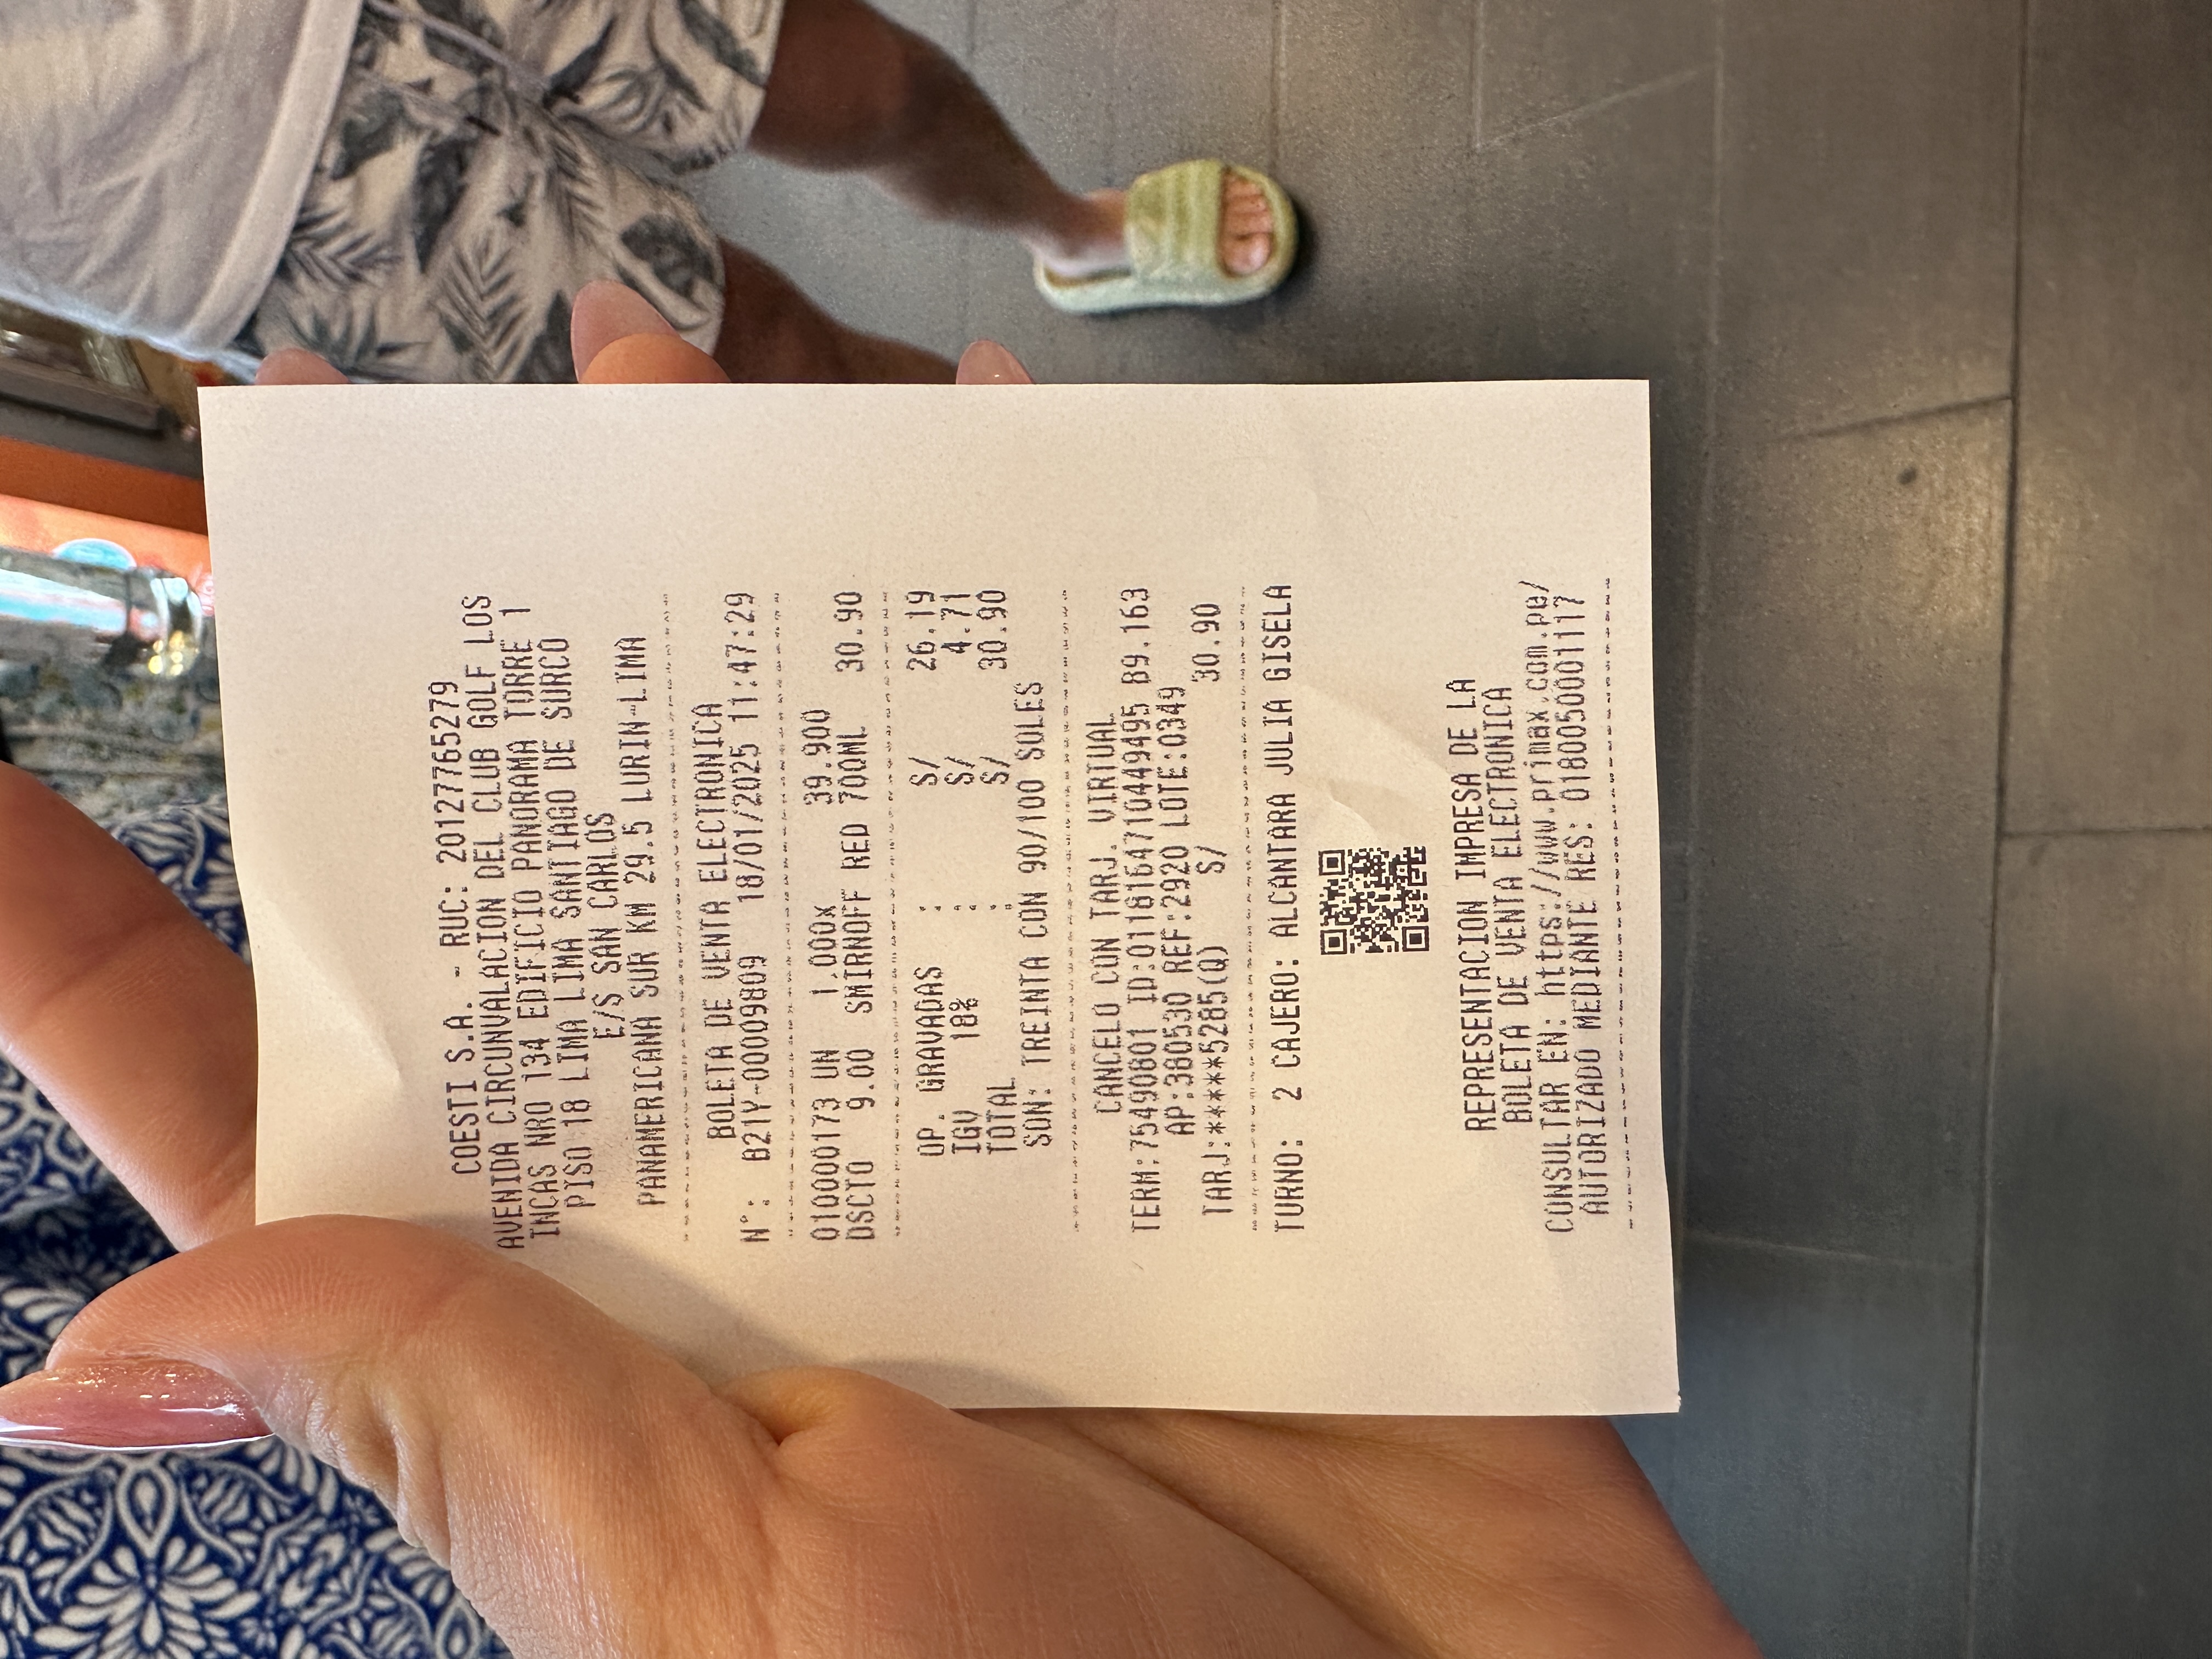 COESTI S.A. - RUC: 20127765279
AVENIDA CIRCUNVALACION DEL CLUB GOLF LOS
INCAS NRO 134 EDIFICIO PANORAMA TORRE 1
PISO 18 LIMA LIMA SANTIAGO DE SURCO
E/S SAN CARLOS
PANAMERICANA SUR KM 29.5 LURIN-LIMA
BOLETA DE VENTA ELECTRONICA
N°: B21Y-00009809 18/01/2025 11:47:29
010000173 UN 1.000x 39.900
DSCTO 9.00 SMIRNOFF RED 700ML 30.90
OP. GRAVADAS : S/ 26.19
IGV 18% : S/ 4.71
TOTAL : S/ 30.90
SON: TREINTA CON 90/100 SOLES
CANCELO CON TARJ. VIRTUAL
TERM:75490801 ID:0118164710449495 B9.163
AP:380530 REF:2920 LOTE:0349
TARJ:*****5285(Q) S/ 30.90
TURNO: 2 CAJERO: ALCANTARA JULIA GISELA
REPRESENTACION IMPRESA DE LA
BOLETA DE VENTA ELECTRONICA
CONSULTAR EN: https://www.primax.com.pe/
AUTORIZADO MEDIANTE RES: 0180050001117